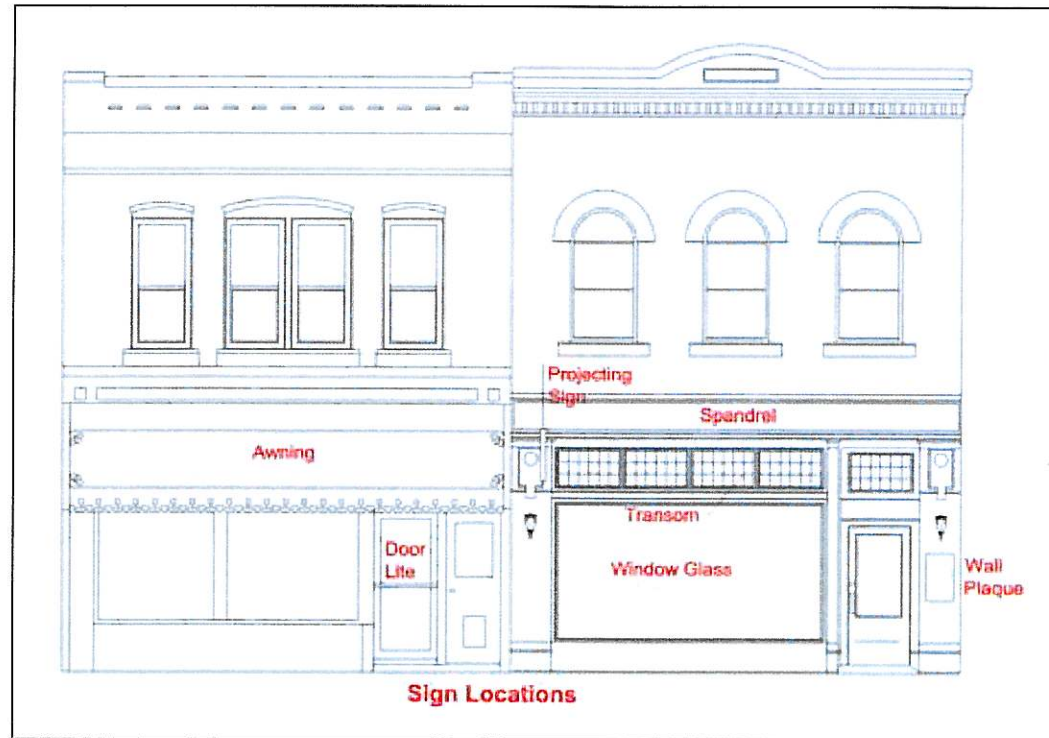 Projecting
Sign
Spandrel
Awning
Transom
Door
Lite
Window Glass
Wall
Plaque
Sign Locations